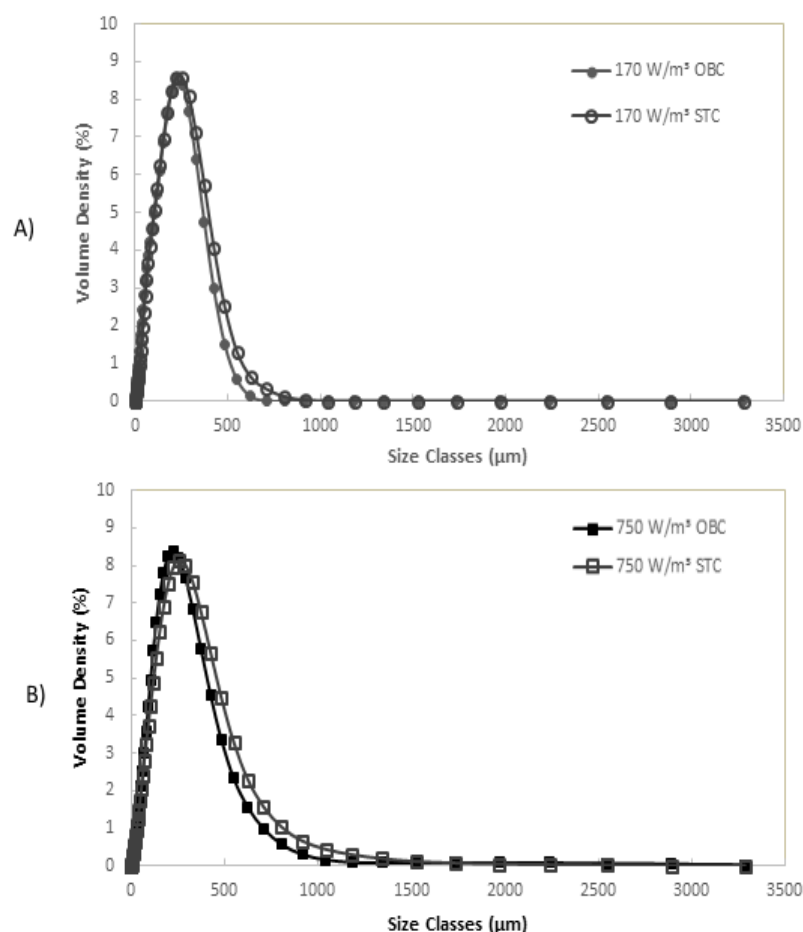 10
9
8
7
6
5
4
3
2
1
0
Volume Density (%)
A)
170 W/m³ OBC
170 W/m³ STC
0 500 1000 1500 2000 2500 3000 3500
Size Classes (µm)
10
9
8
7
6
5
4
3
2
1
0
Volume Density (%)
B)
750 W/m³ OBC
750 W/m³ STC
0 500 1000 1500 2000 2500 3000 3500
Size Classes (µm)